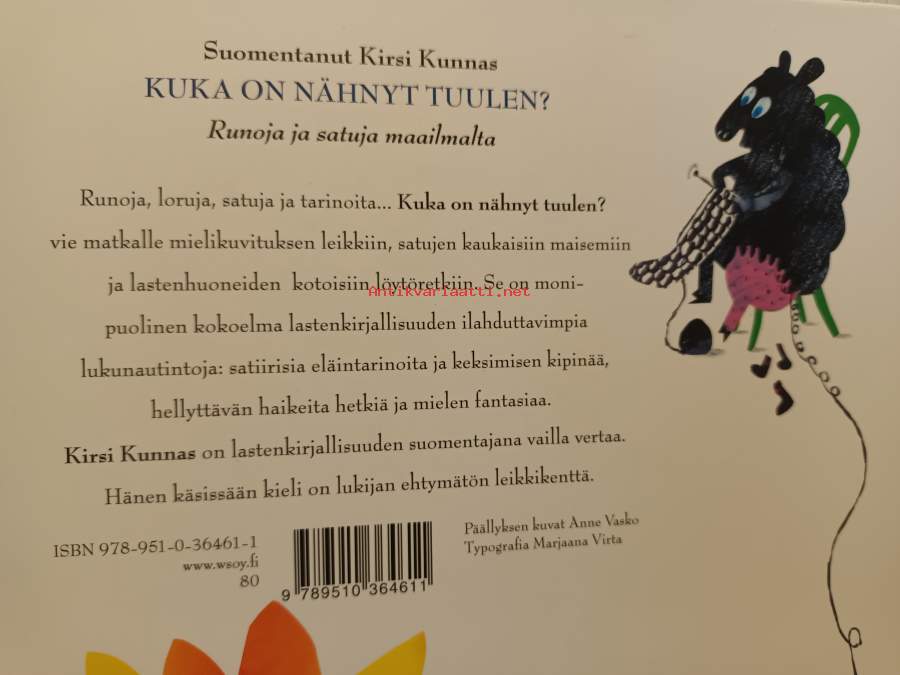 Suomentanut Kirsi Kunnas
KUKA ON NÄHNYT TUULEN?
Runoja ja satuja maailmalta
Runoja, loruja, satuja ja tarinoita... Kuka on nähnyt tuulen?
vie matkalle mielikuvituksen leikkiin, satujen kaukaisiin maisemiin
ja lastenhuoneiden kotoisiin löytöretkiin. Se on moni-
Antikvariaatti.net
puolinen kokoelma lastenkirjallisuuden ilahduttavimpia
lukunautintoja: satiirisia eläintarinoita ja keksimisen kipinää,
hellyttävän haikeita hetkiä ja mielen fantasiaa.
Kirsi Kunnas on lastenkirjallisuuden suomentajana vailla vertaa.
Hänen käsissään kieli on lukijan ehtymätön leikkikenttä.
ISBN 978-951-0-36461-1
www.wsoy.fi
80
9 789510 364611
Päällyksen kuvat Anne Vasko
Typografia Marjaana Virta